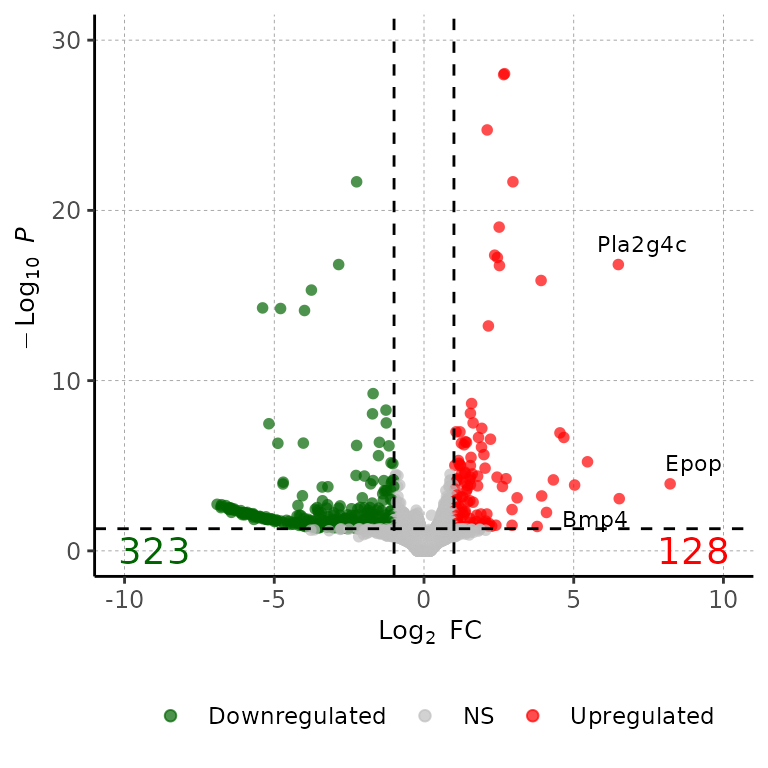 30
20
10
0
− Log10 P
Pla2g4c
Epop
Bmp4
323
128
-10
-5
0
5
10
Log2 FC
Downregulated
NS
Upregulated